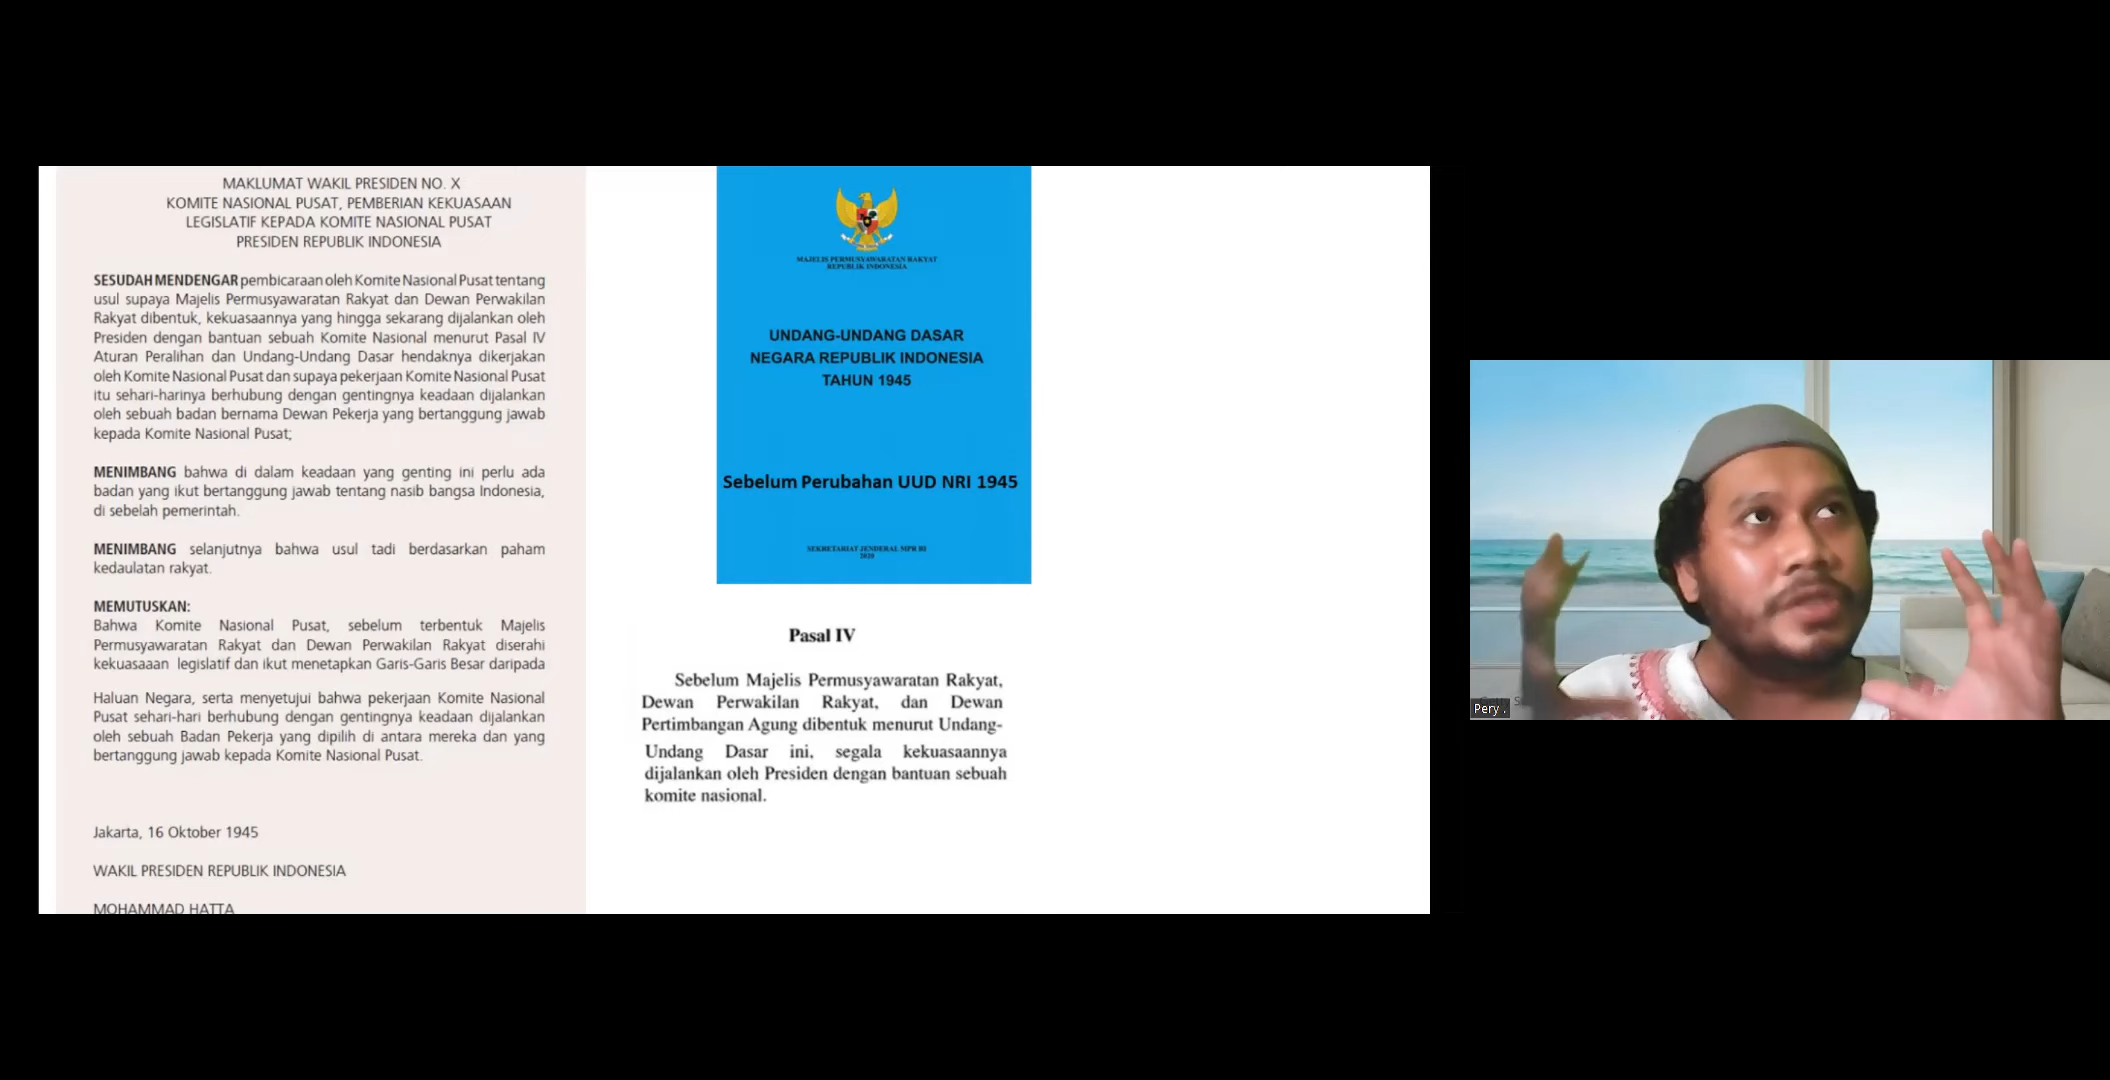 MAKLUMAT WAKIL PRESIDEN NO. X
KOMITE NASIONAL PUSAT, PEMBERIAN KEKUASAAN
LEGISLATIF KEPADA KOMITE NASIONAL PUSAT
PRESIDEN REPUBLIK INDONESIA
SESUDAH MENDENGAR pembicaraan oleh Komite Nasional Pusat tentang
usul supaya Majelis Permusyawaratan Rakyat dan Dewan Perwakilan
Rakyat dibentuk, kekuasaannya yang hingga sekarang dijalankan oleh
Presiden dengan bantuan sebuah Komite Nasional menurut Pasal IV
Aturan Peralihan dan Undang-Undang Dasar hendaknya dikerjakan
oleh Komite Nasional Pusat dan supaya pekerjaan Komite Nasional Pusat
itu sehari-harinya berhubung dengan gentingnya keadaan dijalankan
oleh sebuah badan bernama Dewan Pekerja yang bertanggung jawab
kepada Komite Nasional Pusat;
MENIMBANG bahwa di dalam keadaan yang genting ini perlu ada
badan yang ikut bertanggung jawab tentang nasib bangsa Indonesia,
di sebelah pemerintah.
MENIMBANG selanjutnya bahwa usul tadi berdasarkan paham
kedaulatan rakyat.
MEMUTUSKAN:
Bahwa Komite Nasional Pusat, sebelum terbentuk Majelis
Permusyawaratan Rakyat dan Dewan Perwakilan Rakyat diserahi
kekuasaaan legislatif dan ikut menetapkan Garis-Garis Besar daripada
Haluan Negara, serta menyetujui bahwa pekerjaan Komite Nasional
Pusat sehari-hari berhubung dengan gentingnya keadaan dijalankan
oleh sebuah Badan Pekerja yang dipilih di antara mereka dan yang
bertanggung jawab kepada Komite Nasional Pusat.
Jakarta, 16 Oktober 1945
WAKIL PRESIDEN REPUBLIK INDONESIA
MOHAMMAD HATTA
MAJELIS PERMUSYAWARATAN RAKYAT
REPUBLIK INDONESIA
UNDANG-UNDANG DASAR
NEGARA REPUBLIK INDONESIA
TAHUN 1945
Sebelum Perubahan UUD NRI 1945
SEKRETARIAT JENDERAL MPR RI
2020
Pasal IV
Sebelum Majelis Permusyawaratan Rakyat,
Dewan Perwakilan Rakyat, dan Dewan
Pertimbangan Agung dibentuk menurut Undang-
Undang Dasar ini, segala kekuasaannya
dijalankan oleh Presiden dengan bantuan sebuah
komite nasional.
Pery .